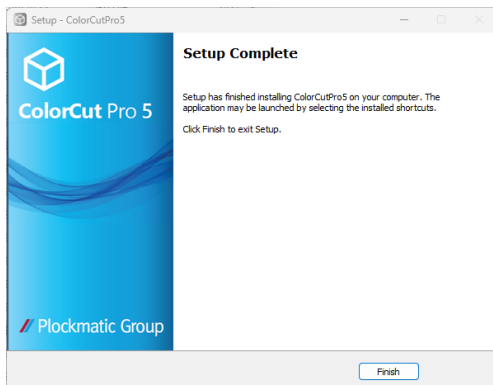 Setup - ColorCutPro5
Setup Complete
ColorCut Pro 5
Setup has finished installing ColorCutPro5 on your computer. The
application may be launched by selecting the installed shortcuts.
Click Finish to exit Setup.
Plockmatic Group
Finish